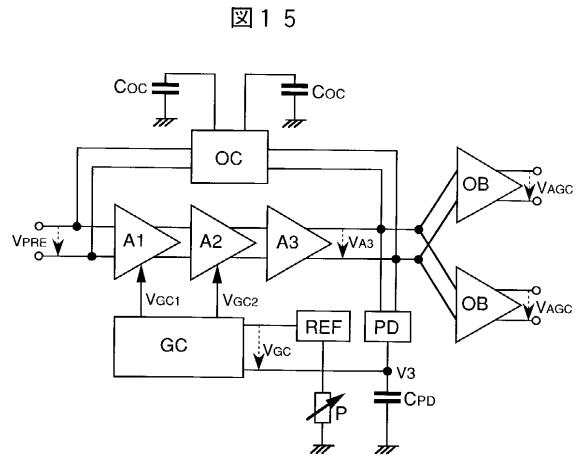 図15
COC
COC
OC
OB
VAGC
VPRE
A1
A2
A3
VA3
VGC1
VGC2
REF
PD
OB
VAGC
GC
VGC
V3
P
CPD